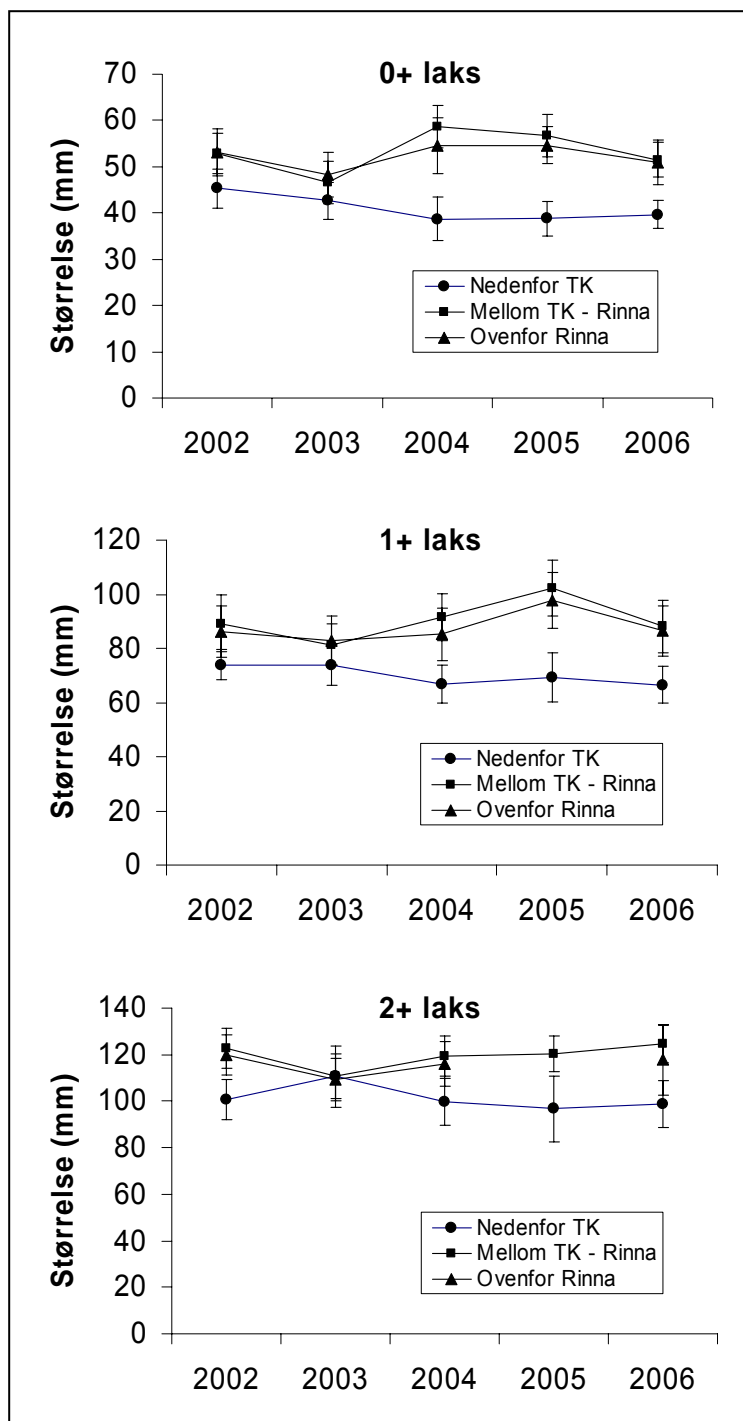 0+ laks
Størrelse (mm)
70
60
50
40
30
20
10
0
Nedenfor TK
Mellom TK - Rinna
Ovenfor Rinna
2002 2003 2004 2005 2006
1+ laks
Størrelse (mm)
120
100
80
60
40
20
0
Nedenfor TK
Mellom TK - Rinna
Ovenfor Rinna
2002 2003 2004 2005 2006
2+ laks
Størrelse (mm)
140
120
100
80
60
40
20
0
Nedenfor TK
Mellom TK - Rinna
Ovenfor Rinna
2002 2003 2004 2005 2006